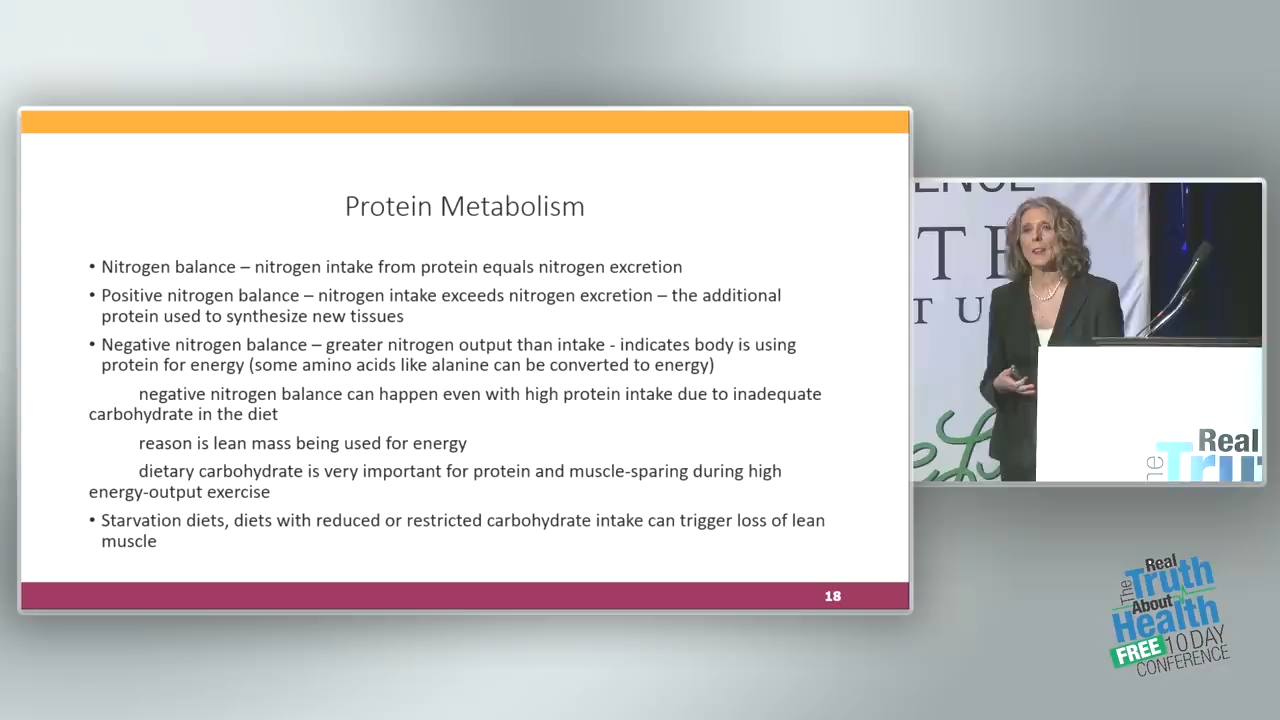 Protein Metabolism
• Nitrogen balance – nitrogen intake from protein equals nitrogen excretion
• Positive nitrogen balance – nitrogen intake exceeds nitrogen excretion – the additional
protein used to synthesize new tissues
• Negative nitrogen balance – greater nitrogen output than intake - indicates body is using
protein for energy (some amino acids like alanine can be converted to energy)
negative nitrogen balance can happen even with high protein intake due to inadequate
carbohydrate in the diet
reason is lean mass being used for energy
dietary carbohydrate is very important for protein and muscle-sparing during high
energy-output exercise
• Starvation diets, diets with reduced or restricted carbohydrate intake can trigger loss of lean
muscle
18
Real
The
Truth
About
Health
FREE 10 DAY
CONFERENCE